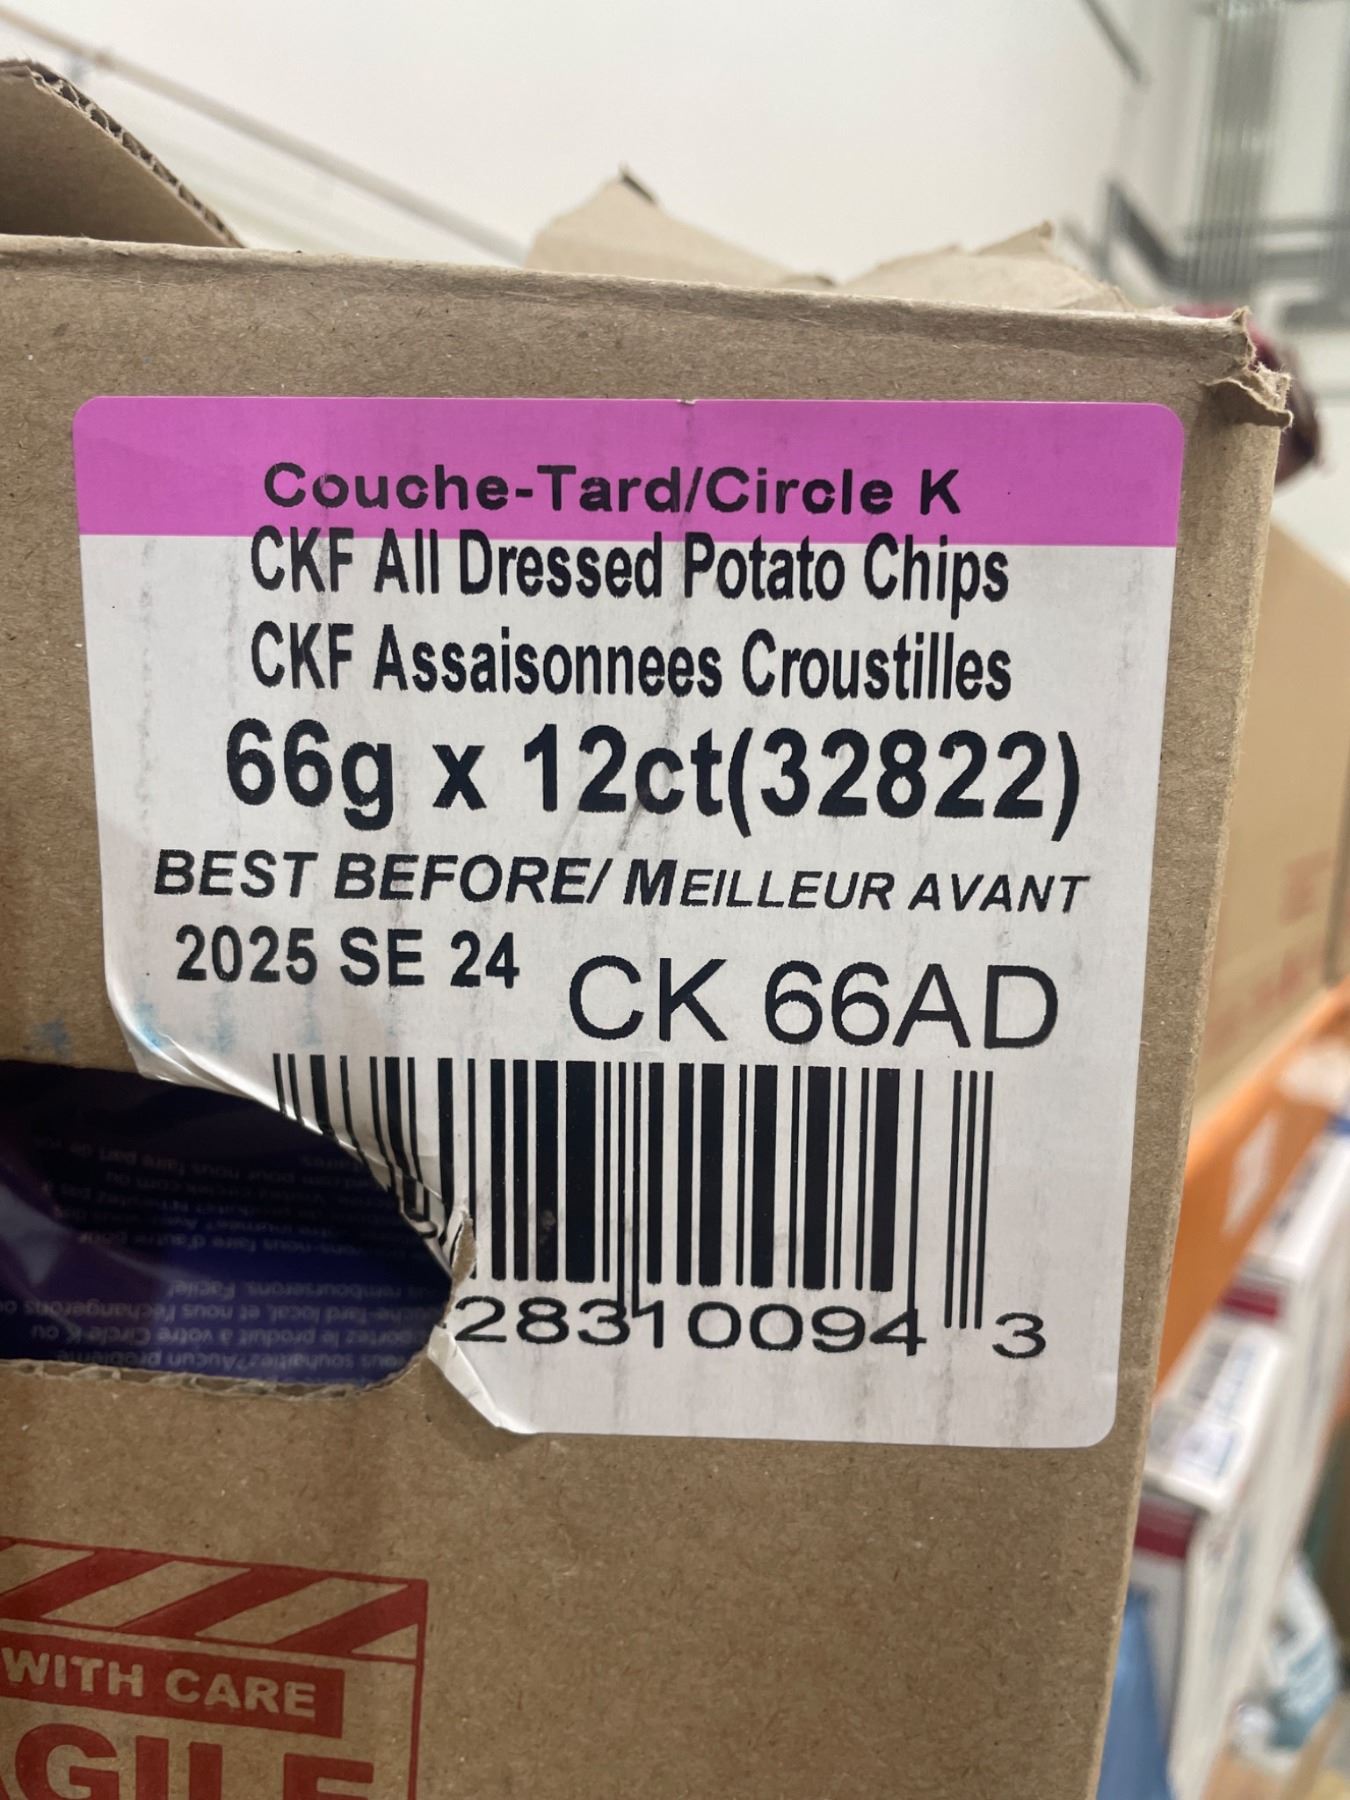 Couche-Tard/Circle K
CKF All Dressed Potato Chips
CKF Assaisonnees Croustilles
66g x 12ct(32822)
BEST BEFORE/ MEILLEUR AVANT
2025 SE 24
CK 66AD
28310094 3
WITH CARE
AGILE